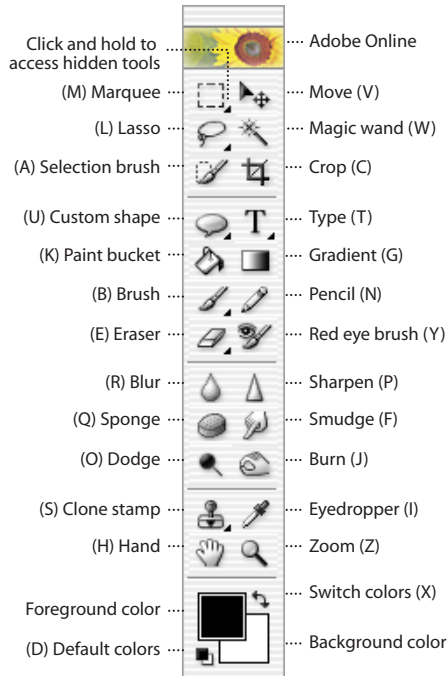 Click and hold to
access hidden tools
Adobe Online
(M) Marquee
Move (V)
(L) Lasso
Magic wand (W)
(A) Selection brush
Crop (C)
(U) Custom shape
T
Type (T)
(K) Paint bucket
Gradient (G)
(B) Brush
Pencil (N)
(E) Eraser
Red eye brush (Y)
(R) Blur
Sharpen (P)
(Q) Sponge
Smudge (F)
(O) Dodge
Burn (J)
(S) Clone stamp
Eyedropper (I)
(H) Hand
Zoom (Z)
Switch colors (X)
Foreground color
Background color
(D) Default colors